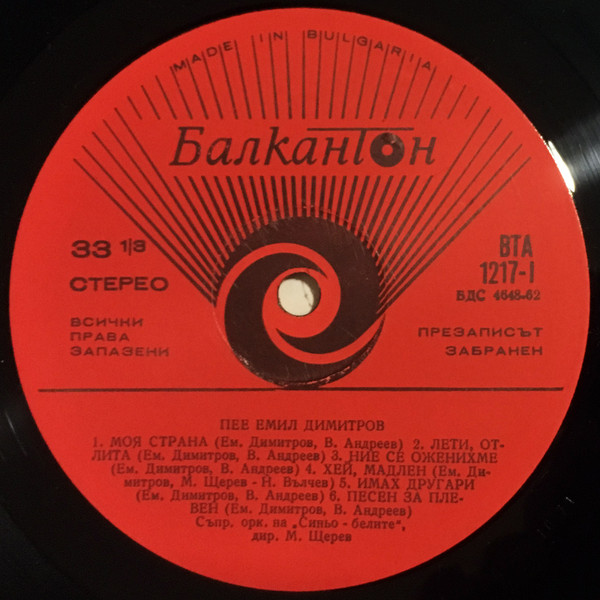 MADE IN BULGARIA
Балкантон
33 1/3
СТЕРЕО
ВСИЧКИ
ПРАВА
ЗАПАЗЕНИ
ВТА
1217-I
БДС 4648-62
ПРЕЗАПИСЪТ
ЗАБРАНЕН
ПЕЕ ЕМИЛ ДИМИТРОВ
1. МОЯ СТРАНА (Ем. Димитров, В. Андреев) 2. ЛЕТИ, ОТ-
ЛИТА (Ем. Димитров, В. Андреев) 3. НИЕ СЕ ОЖЕНИХМЕ
(Ем. Димитров, В. Андреев) 4. ХЕЙ, МАДЛЕН (Ем. Ди-
митров, М. Щерев - Й. Вълчев) 5. ИМАХ ДРУГАРИ
(Ем. Димитров, В. Андреев) 6. ПЕСЕН ЗА ПЛЕ-
ВЕН (Ем. Димитров, В. Андреев)
Съпр. орк. на „Синьо - белите",
дир. М. Щерев